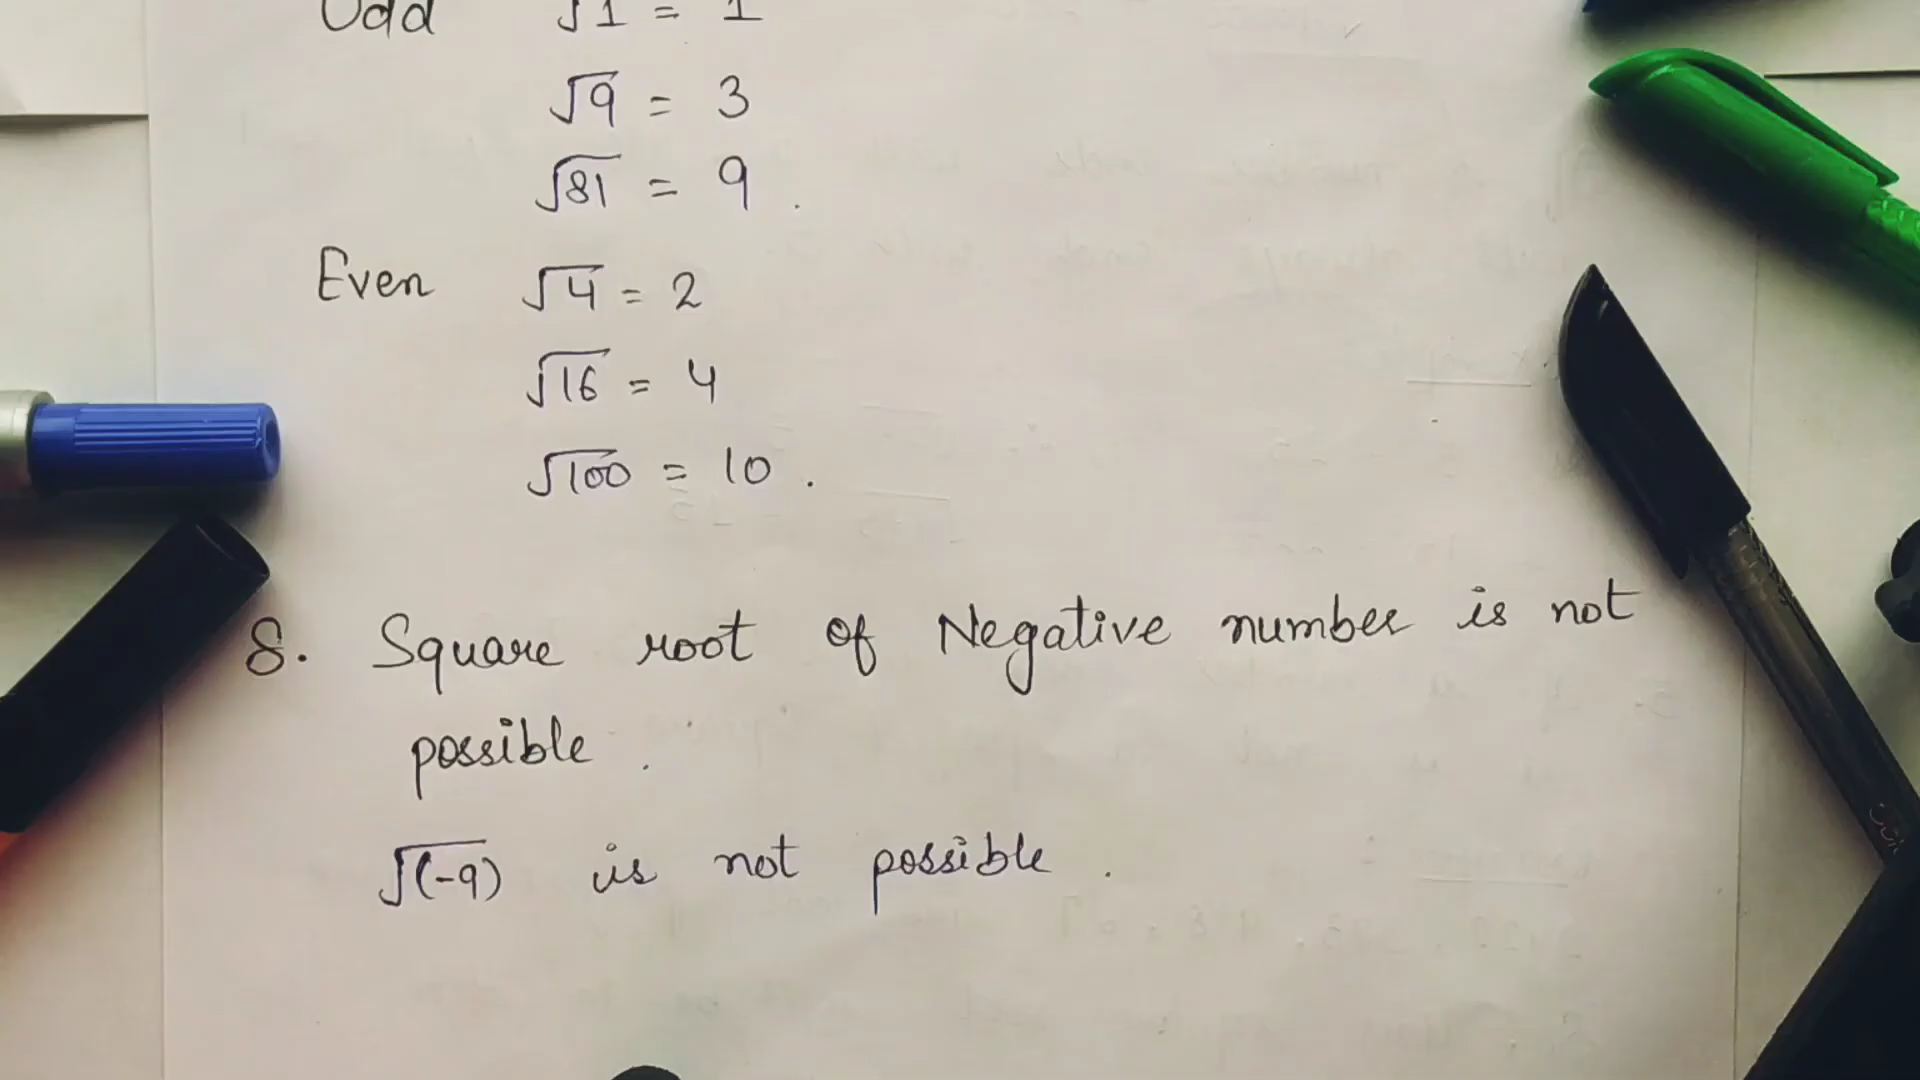 Odd √1 = 1
√9 = 3
√81 = 9 .
Even √4 = 2
√16 = 4
√100 = 10 .
8. Square root of Negative number is not
possible .
√(-9) is not possible .